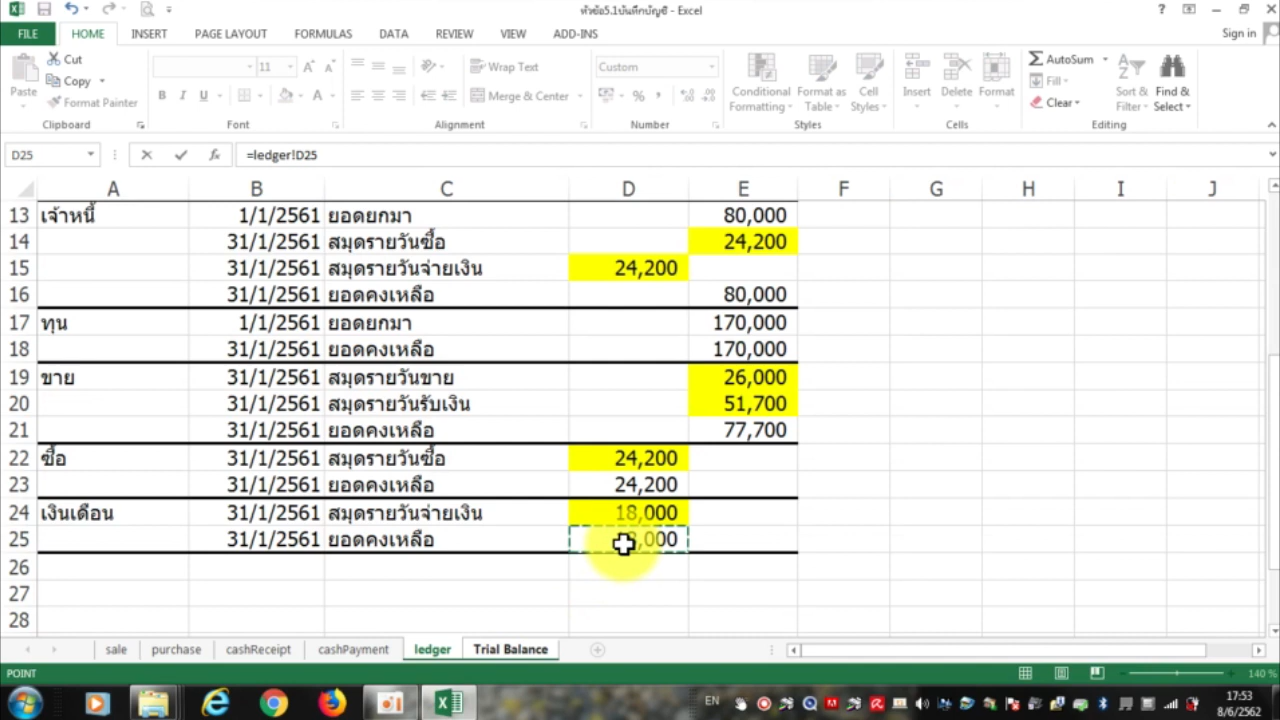 หัวข้อ5.1บันทึกบัญชี - Excel
Sign in
FILE HOME INSERT PAGE LAYOUT FORMULAS DATA REVIEW VIEW ADD-INS
Cut
Copy
Format Painter
Paste
Clipboard
11
Font
Wrap Text
Merge & Center
Alignment
Custom
Number
Conditional Formatting
Format as Table
Cell Styles
Styles
Insert Delete Format
Cells
AutoSum
Fill
Clear
Sort & Filter
Find & Select
Editing
D25 =ledger!D25
A B C D E F G H I J
13 เจ้าหนี้ 1/1/2561 ยอดยกมา 80,000
14 31/1/2561 สมุดรายวันซื้อ 24,200
15 31/1/2561 สมุดรายวันจ่ายเงิน 24,200
16 31/1/2561 ยอดคงเหลือ 80,000
17 ทุน 1/1/2561 ยอดยกมา 170,000
18 31/1/2561 ยอดคงเหลือ 170,000
19 ขาย 31/1/2561 สมุดรายวันขาย 26,000
20 31/1/2561 สมุดรายวันรับเงิน 51,700
21 31/1/2561 ยอดคงเหลือ 77,700
22 ซื้อ 31/1/2561 สมุดรายวันซื้อ 24,200
23 31/1/2561 ยอดคงเหลือ 24,200
24 เงินเดือน 31/1/2561 สมุดรายวันจ่ายเงิน 18,000
25 31/1/2561 ยอดคงเหลือ
26
27
28
sale purchase cashReceipt cashPayment ledger Trial Balance
POINT 140 %
EN 17:53
8/6/2562